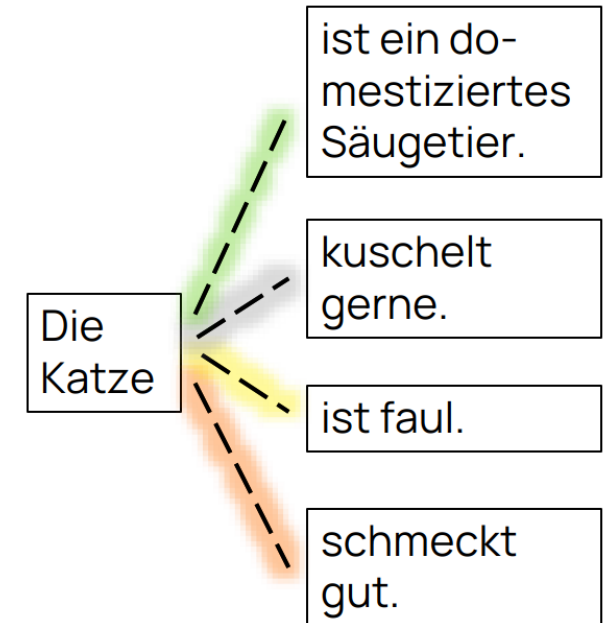 Die
Katze
ist ein do-
mestiziertes
Säugetier.
kuschelt
gerne.
ist faul.
schmeckt
gut.